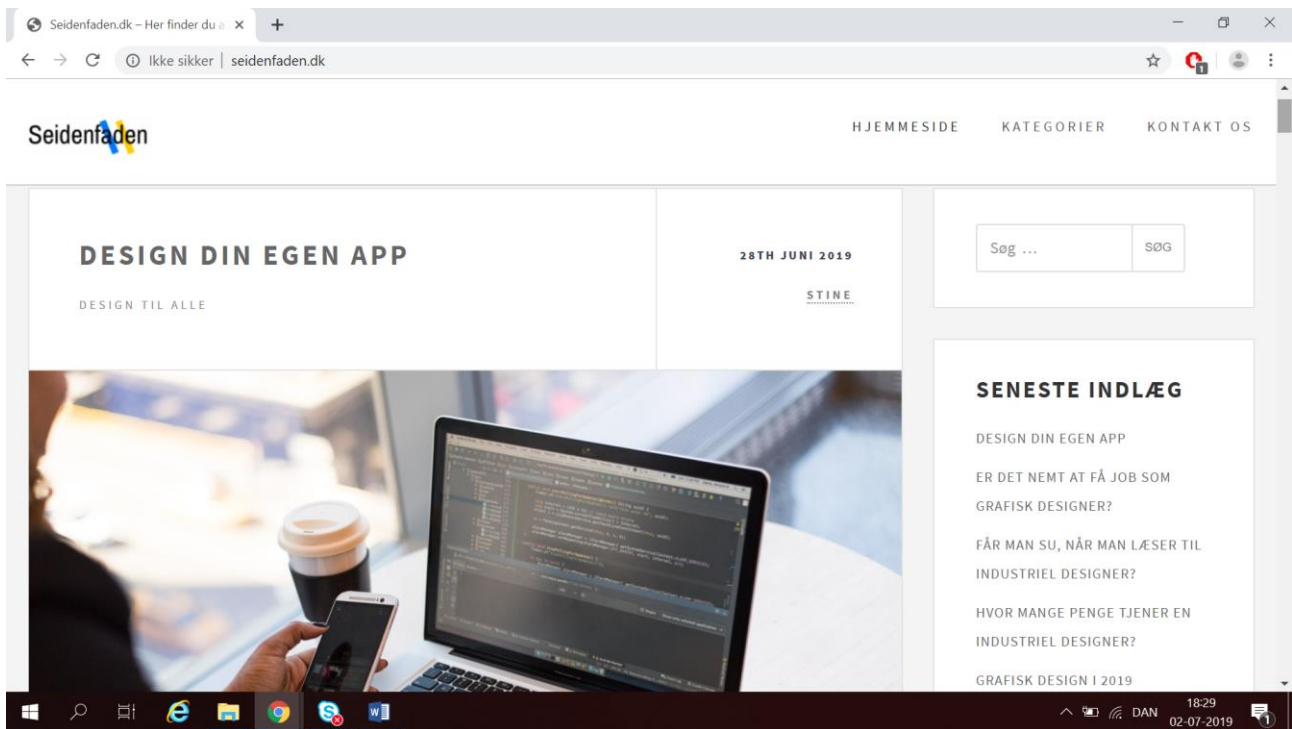 Seidenfaden.dk – Her finder du a
Ikke sikker | seidenfaden.dk
1
Seidenfaden
HJEMMESIDE KATEGORIER KONTAKT OS
DESIGN DIN EGEN APP
DESIGN TIL ALLE
28TH JUNI 2019
STINE
Søg ... SØG
SENESTE INDLÆG
DESIGN DIN EGEN APP
ER DET NEMT AT FÅ JOB SOM
GRAFISK DESIGNER?
FÅR MAN SU, NÅR MAN LÆSER TIL
INDUSTRIEL DESIGNER?
HVOR MANGE PENGE TJENER EN
INDUSTRIEL DESIGNER?
GRAFISK DESIGN I 2019
DAN
18:29
02-07-2019
1